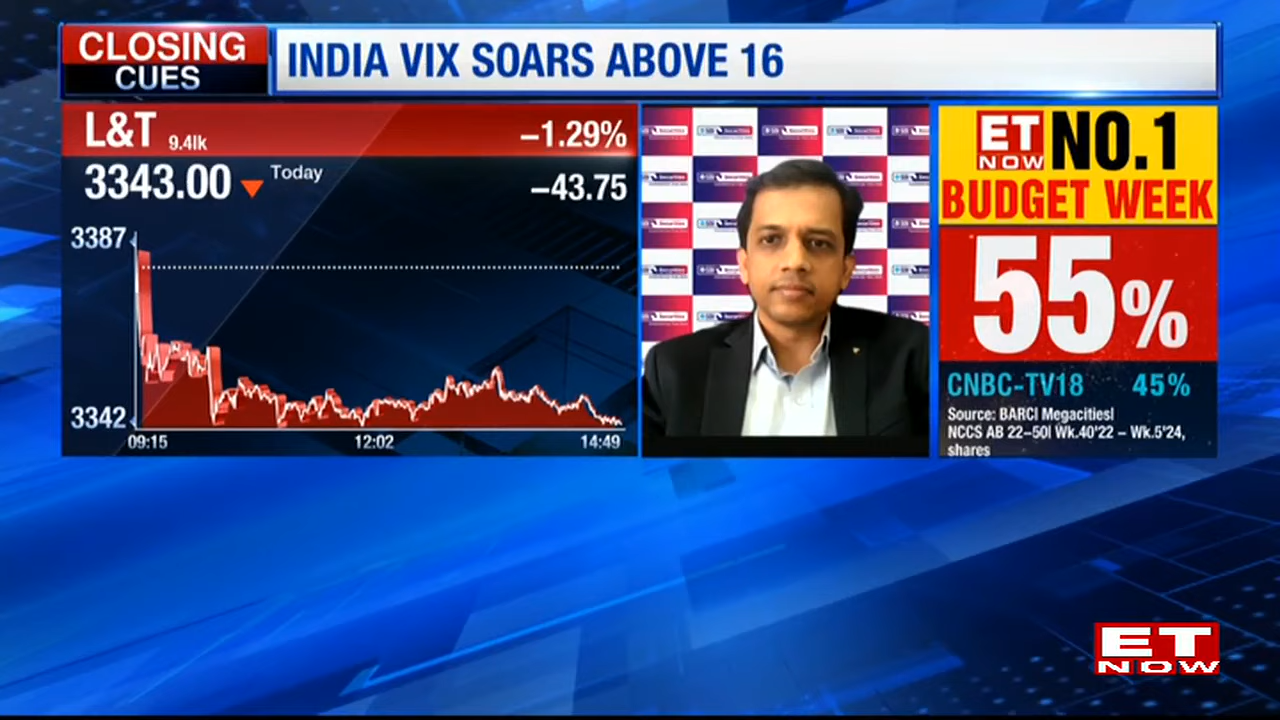 CLOSING
CUES
INDIA VIX SOARS ABOVE 16
L&T 9.4lk -1.29%
3343.00 Today -43.75
3387
3342
09:15 12:02 14:49
ET
NOW
NO.1
BUDGET WEEK
55%
CNBC-TV18 45%
Source: BARCI Megacitiesl
NCCS AB 22-50l Wk.40'22 - Wk.5'24,
shares
ET
NOW